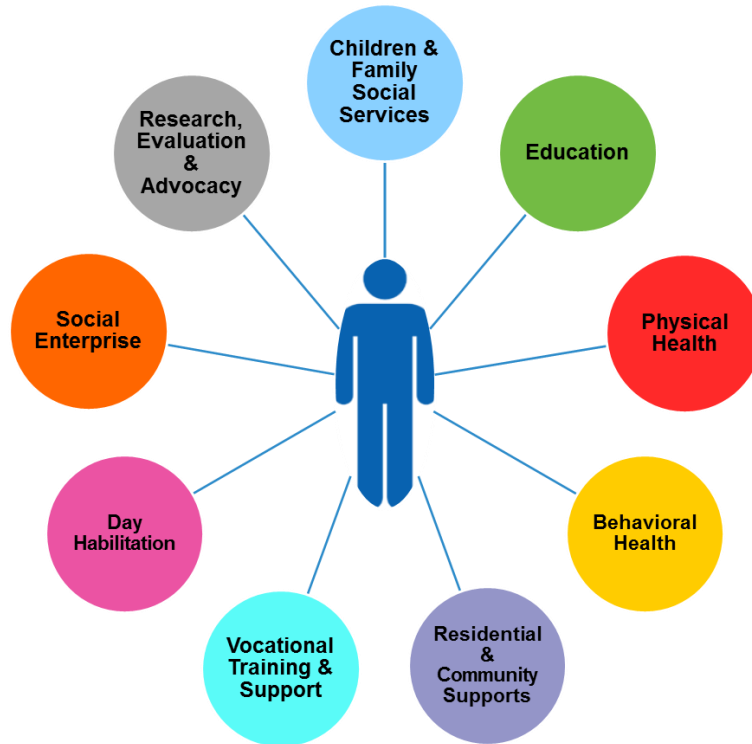 Children &
Family
Social
Services
Education
Physical
Health
Behavioral
Health
Residential
&
Community
Supports
Vocational
Training &
Support
Day
Habilitation
Social
Enterprise
Research,
Evaluation
&
Advocacy